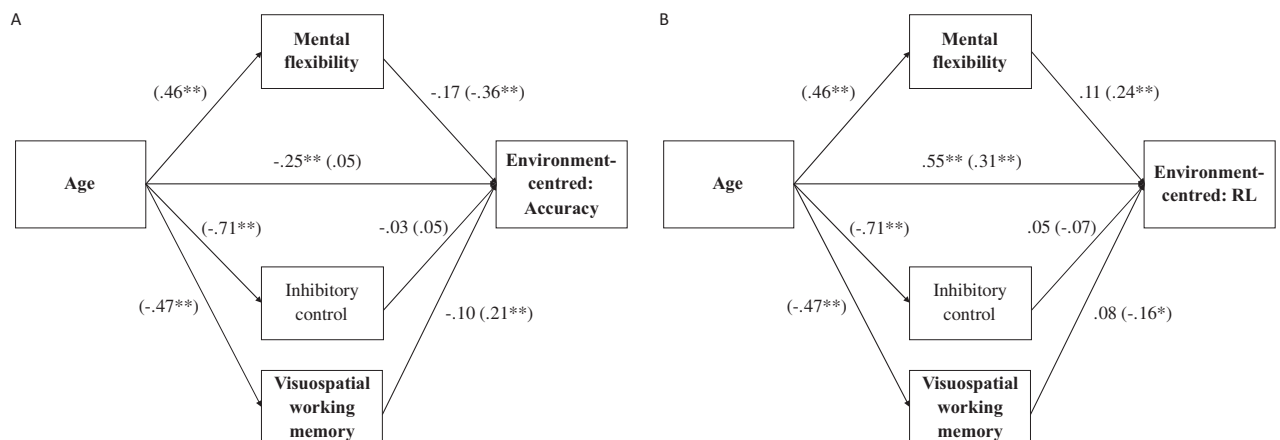 A
Mental
flexibility
(.46**)
-.17 (-.36**)
Age
-.25** (.05)
Environment-
centred:
Accuracy
(-.71**)
-.03 (.05)
Inhibitory
control
(-.47**)
-.10 (.21**)
Visuospatial
working
memory
B
Mental
flexibility
(.46**)
.11 (.24**)
Age
.55** (.31**)
Environment-
centred: RL
(-.71**)
.05 (-.07)
Inhibitory
control
(-.47**)
.08 (-.16*)
Visuospatial
working
memory